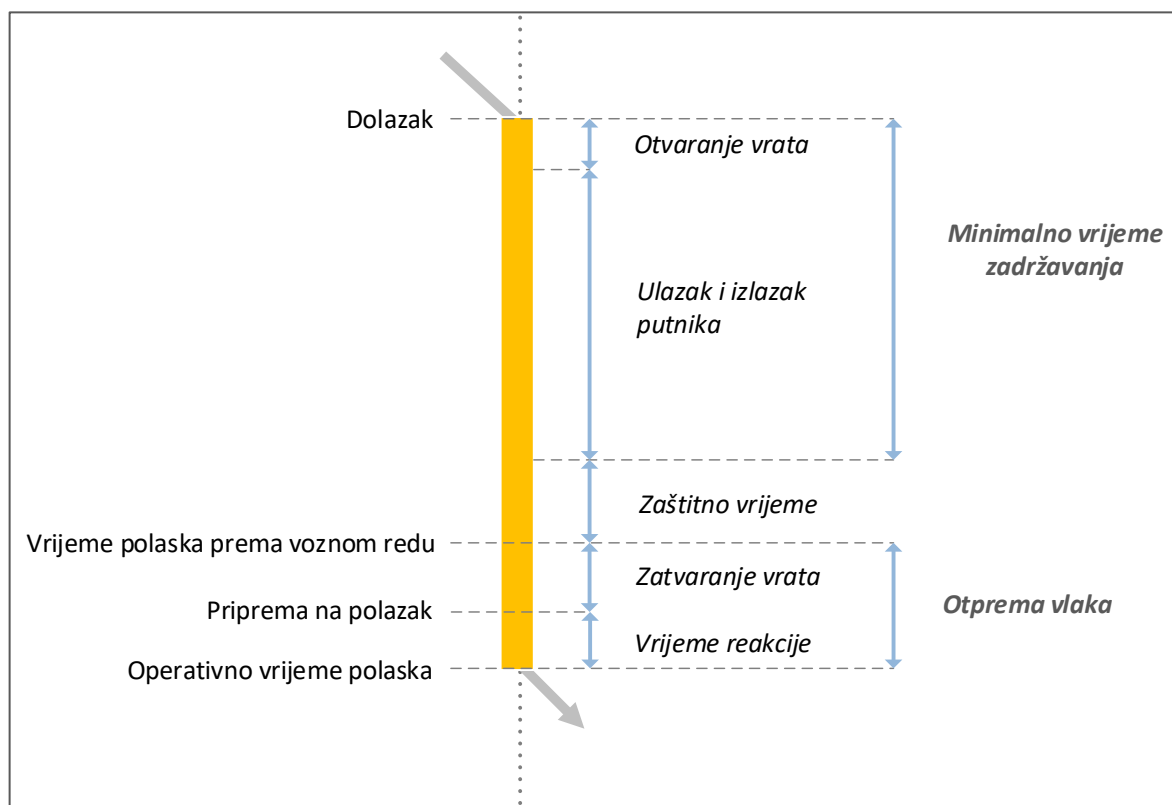 Dolazak
Otvaranje vrata
Minimalno vrijeme
zadržavanja
Ulazak i izlazak
putnika
Zaštitno vrijeme
Vrijeme polaska prema voznom redu
Zatvaranje vrata
Priprema na polazak
Otprema vlaka
Vrijeme reakcije
Operativno vrijeme polaska